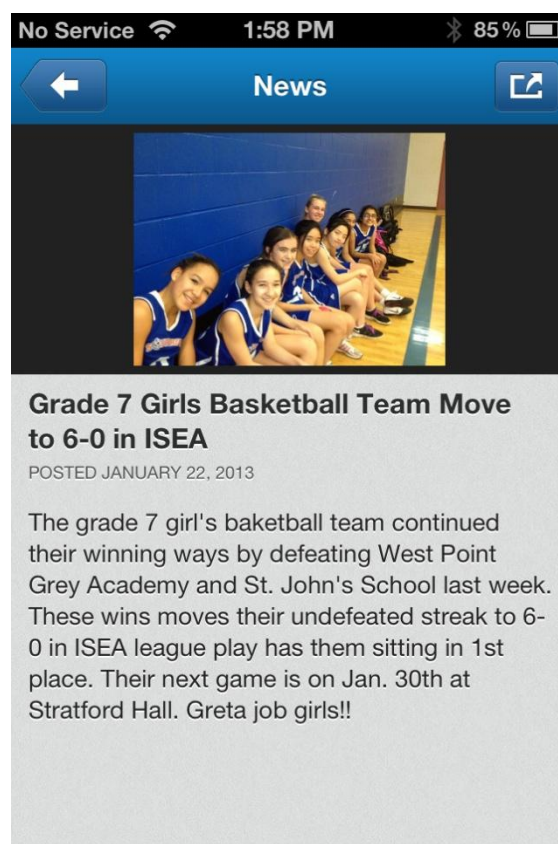 No Service 1:58 PM 85%
News
Grade 7 Girls Basketball Team Move
to 6-0 in ISEA
POSTED JANUARY 22, 2013
The grade 7 girl's baketball team continued
their winning ways by defeating West Point
Grey Academy and St. John's School last week.
These wins moves their undefeated streak to 6-
0 in ISEA league play has them sitting in 1st
place. Their next game is on Jan. 30th at
Stratford Hall. Greta job girls!!